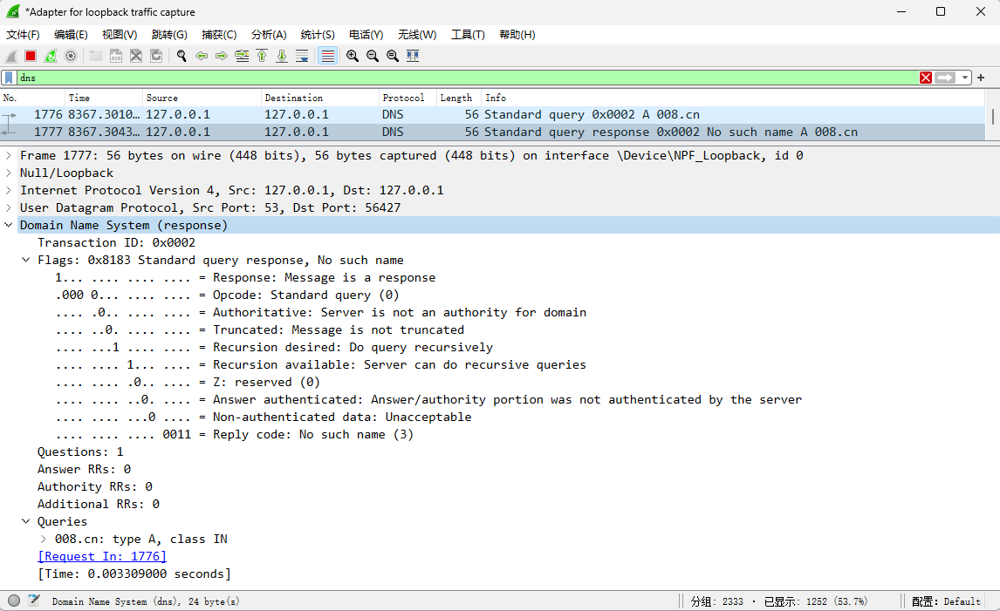 *Adapter for loopback traffic capture
文件(F) 编辑(E) 视图(V) 跳转(G) 捕获(C) 分析(A) 统计(S) 电话(Y) 无线(W) 工具(T) 帮助(H)
dns
No. Time Source Destination Protocol Length Info
1776 8367.3010… 127.0.0.1 127.0.0.1 DNS 56 Standard query 0x0002 A 008.cn
1777 8367.3043… 127.0.0.1 127.0.0.1 DNS 56 Standard query response 0x0002 No such name A 008.cn
Frame 1777: 56 bytes on wire (448 bits), 56 bytes captured (448 bits) on interface \Device\NPF_Loopback, id 0
Null/Loopback
Internet Protocol Version 4, Src: 127.0.0.1, Dst: 127.0.0.1
User Datagram Protocol, Src Port: 53, Dst Port: 56427
Domain Name System (response)
Transaction ID: 0x0002
Flags: 0x8183 Standard query response, No such name
1... .... .... .... = Response: Message is a response
.000 0... .... .... = Opcode: Standard query (0)
.... .0.. .... .... = Authoritative: Server is not an authority for domain
.... ..0. .... .... = Truncated: Message is not truncated
.... ...1 .... .... = Recursion desired: Do query recursively
.... .... 1... .... = Recursion available: Server can do recursive queries
.... .... .0.. .... = Z: reserved (0)
.... .... ..0. .... = Answer authenticated: Answer/authority portion was not authenticated by the server
.... .... ...0 .... = Non-authenticated data: Unacceptable
.... .... .... 0011 = Reply code: No such name (3)
Questions: 1
Answer RRs: 0
Authority RRs: 0
Additional RRs: 0
Queries
008.cn: type A, class IN
[Request In: 1776]
[Time: 0.003309000 seconds]
Domain Name System (dns), 24 byte(s) 分组: 2333 · 已显示: 1252 (53.7%) 配置: Default